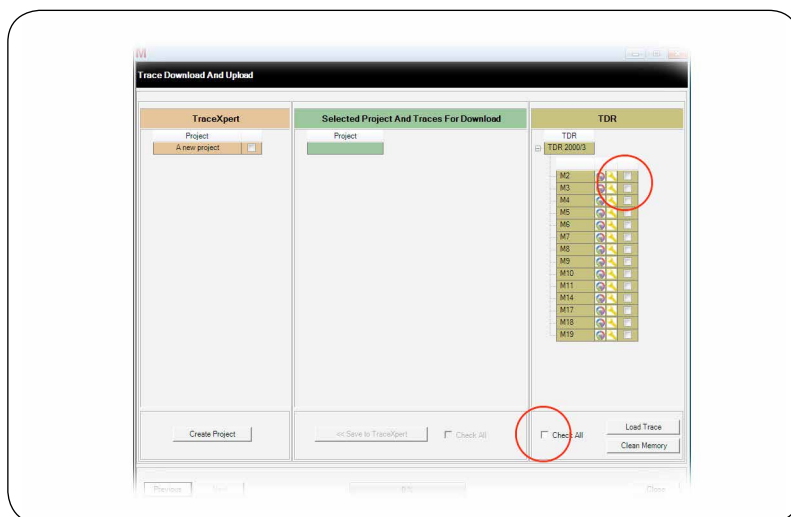 M
Trace Download And Upload
TraceXpert
Project
A new project
Selected Project And Traces For Download
Project
TDR
TDR
TDR 2000/3
M2
M3
M4
M5
M6
M7
M8
M9
M10
M11
M14
M17
M18
M19
Create Project
<< Save to TraceXpert
Check All
Check All
Load Trace
Clean Memory
Previous
Next
0%
Close